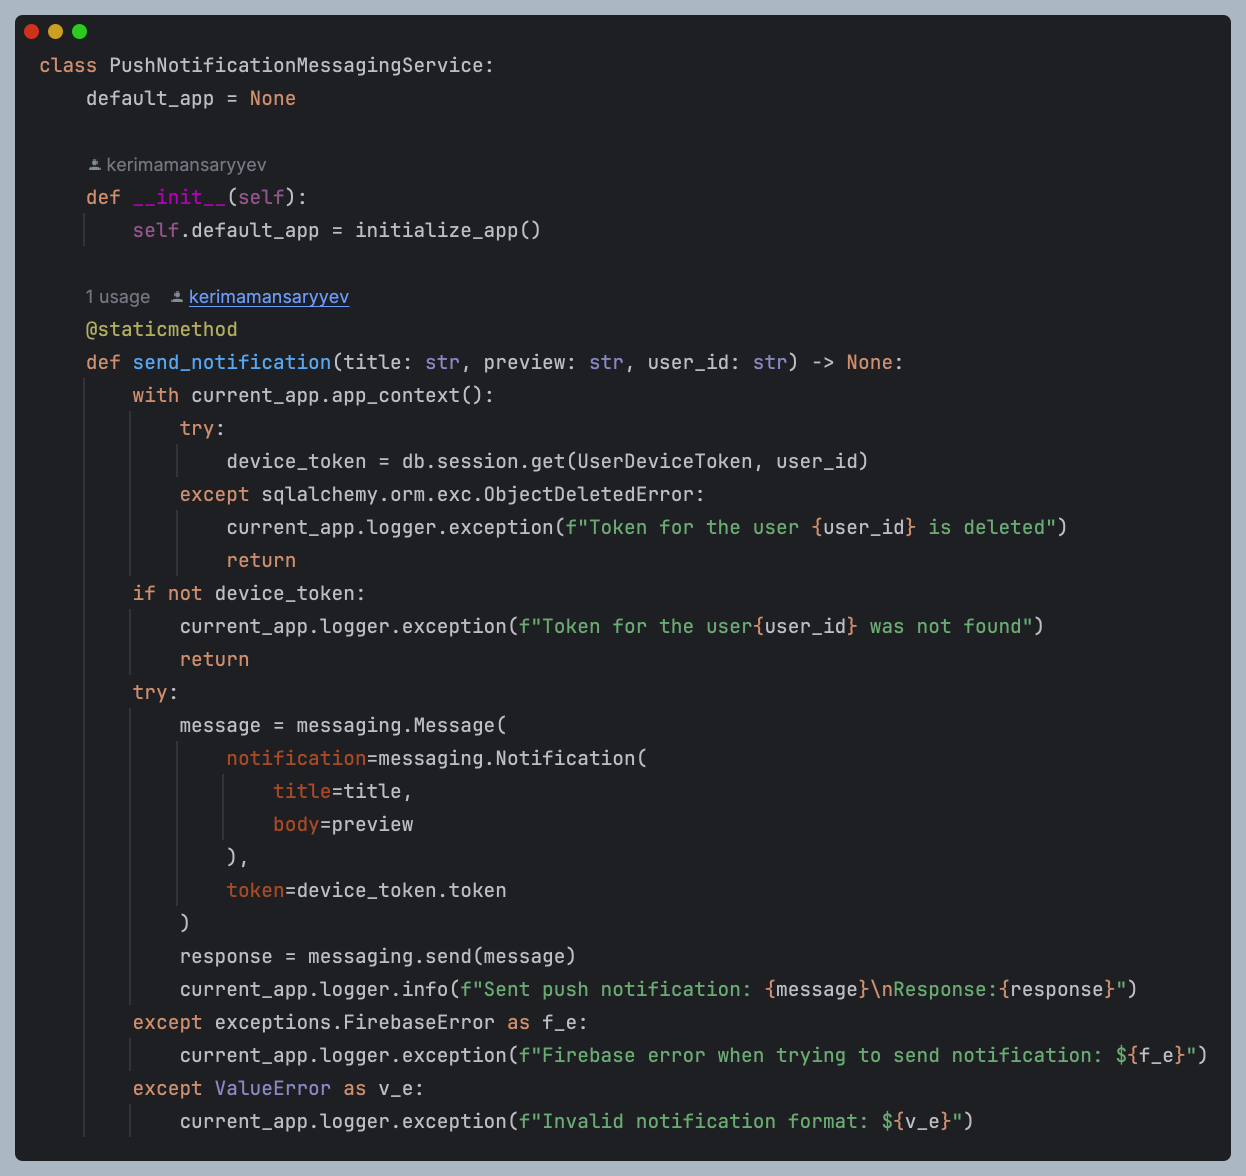 class PushNotificationMessagingService:
    default_app = None
    kerimamansaryyev
    def __init__(self):
        self.default_app = initialize_app()
    1 usage kerimamansaryyev
    @staticmethod
    def send_notification(title: str, preview: str, user_id: str) -> None:
        with current_app.app_context():
            try:
                device_token = db.session.get(UserDeviceToken, user_id)
            except sqlalchemy.orm.exc.ObjectDeletedError:
                current_app.logger.exception(f"Token for the user {user_id} is deleted")
                return
        if not device_token:
            current_app.logger.exception(f"Token for the user{user_id} was not found")
            return
        try:
            message = messaging.Message(
                notification=messaging.Notification(
                    title=title,
                    body=preview
                ),
                token=device_token.token
            )
            response = messaging.send(message)
            current_app.logger.info(f"Sent push notification: {message}\nResponse:{response}")
        except exceptions.FirebaseError as f_e:
            current_app.logger.exception(f"Firebase error when trying to send notification: ${f_e}")
        except ValueError as v_e:
            current_app.logger.exception(f"Invalid notification format: ${v_e}")